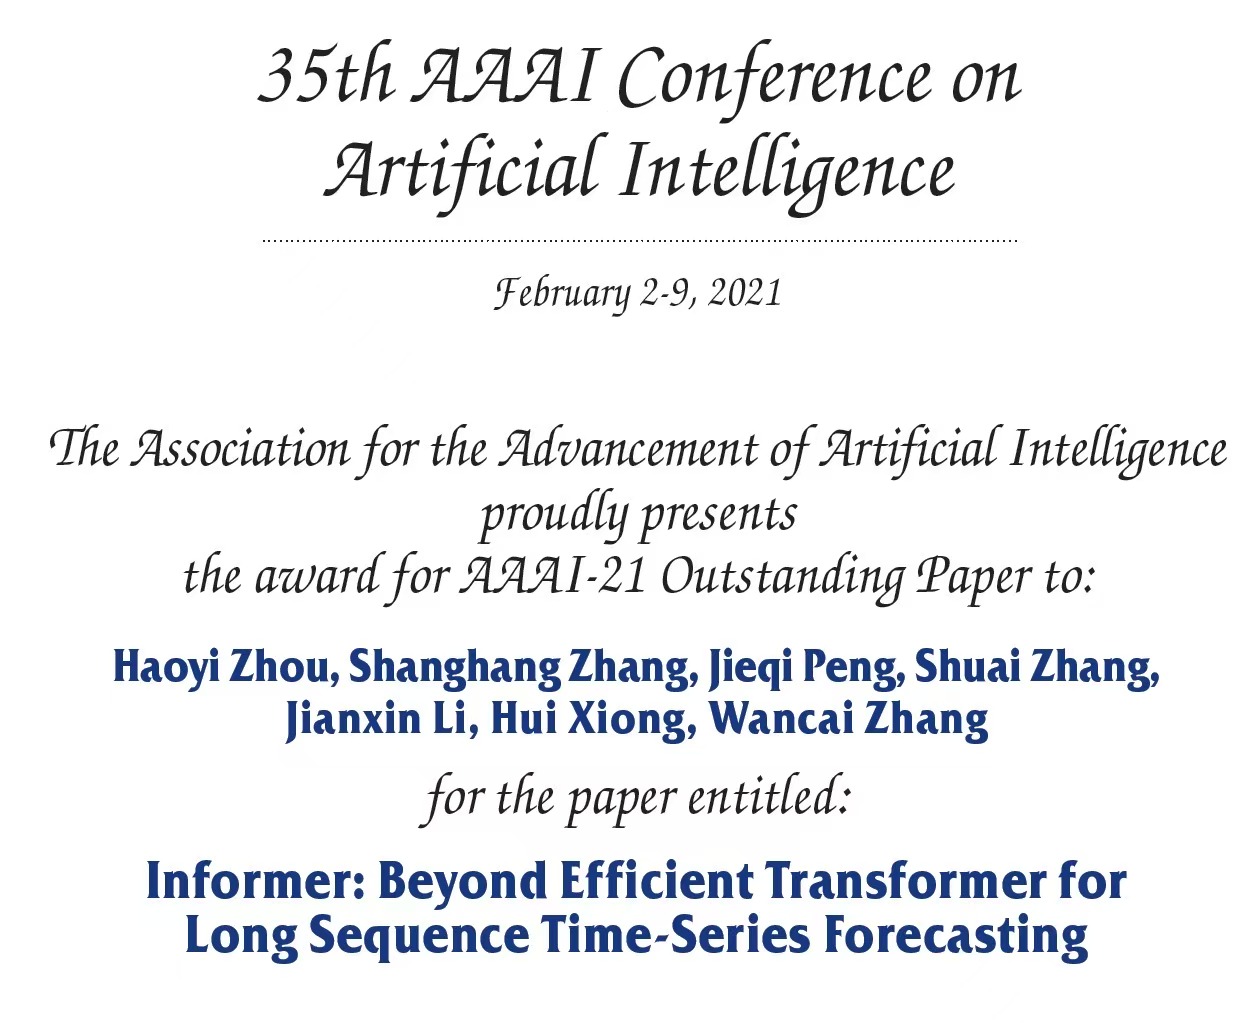 35th AAAI Conference on
Artificial Intelligence
February 2-9, 2021
The Association for the Advancement of Artificial Intelligence
proudly presents
the award for AAAI-21 Outstanding Paper to:
Haoyi Zhou, Shanghang Zhang, Jieqi Peng, Shuai Zhang,
Jianxin Li, Hui Xiong, Wancai Zhang
for the paper entitled:
Informer: Beyond Efficient Transformer for
Long Sequence Time-Series Forecasting